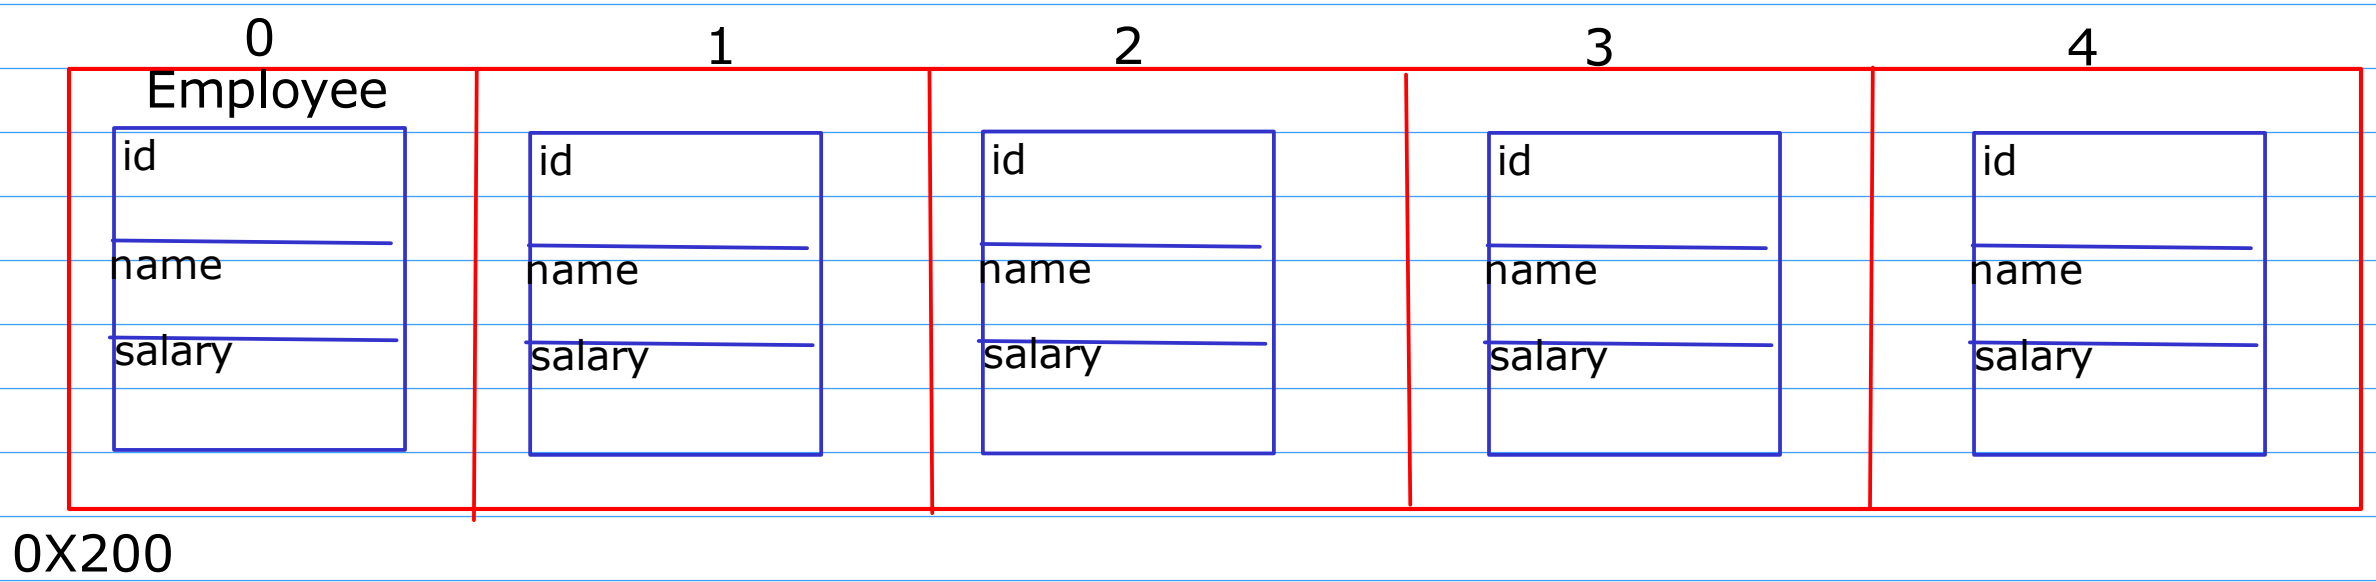 0 1 2 3 4
Employee
id id id id id
name name name name name
salary salary salary salary salary
0X200